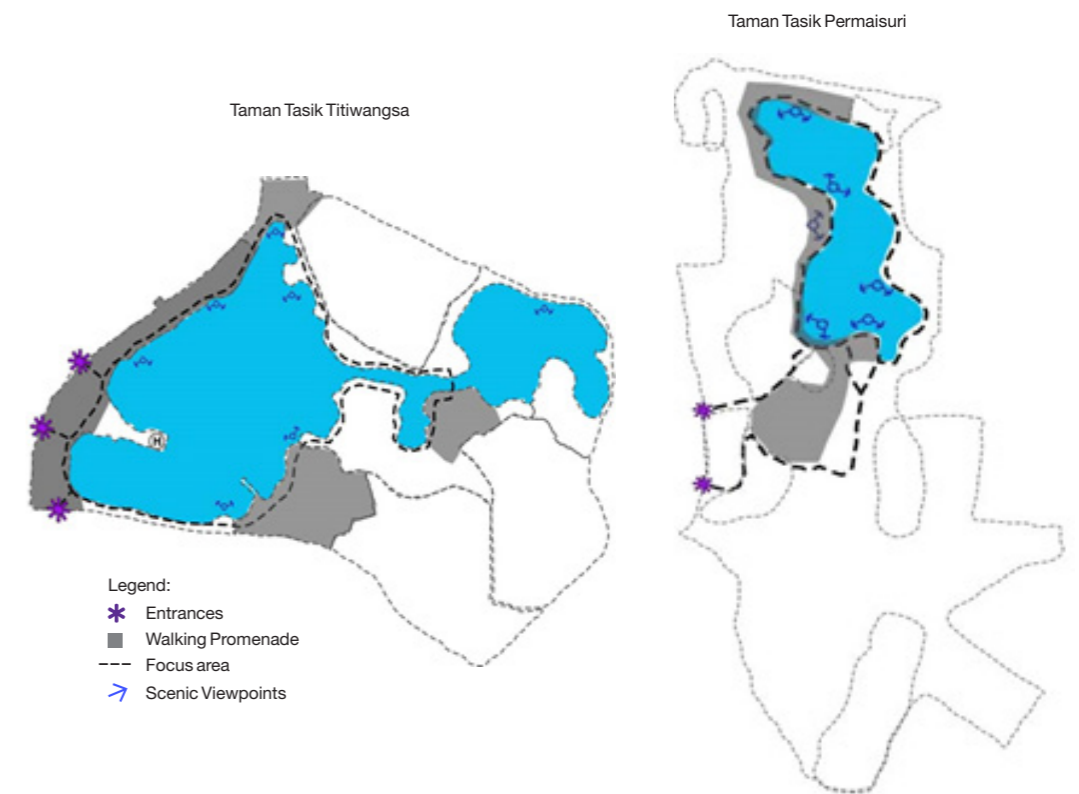 Taman Tasik Permaisuri
Taman Tasik Titiwangsa
H
Legend:
Entrances
Walking Promenade
Focus area
Scenic Viewpoints